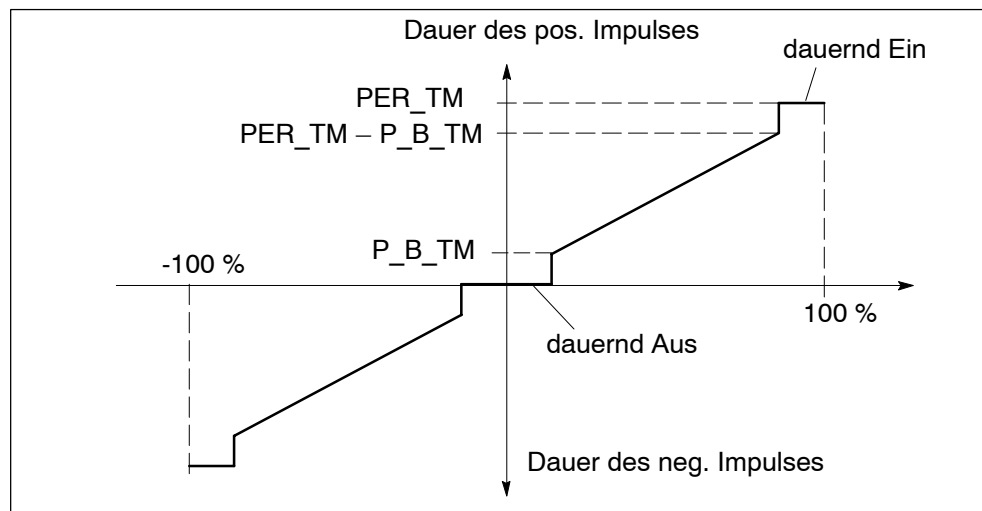 Dauer des pos. Impulses
dauernd Ein
PER_TM
PER_TM – P_B_TM
P_B_TM
-100 %
100 %
dauernd Aus
Dauer des neg. Impulses